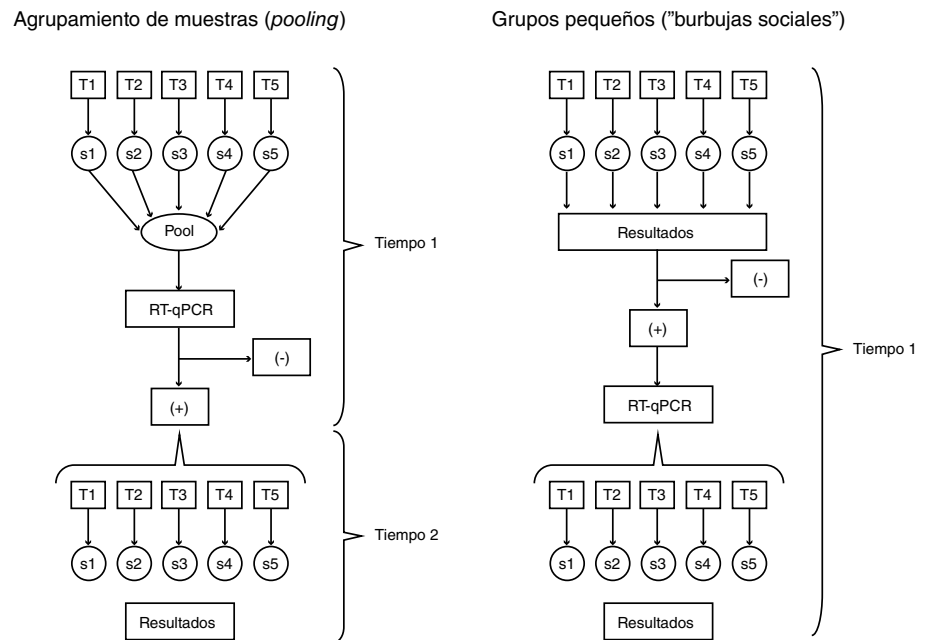 Agrupamiento de muestras (pooling)
T1 T2 T3 T4 T5
s1 s2 s3 s4 s5
Pool
RT-qPCR
(-)
(+)
Tiempo 1
T1 T2 T3 T4 T5
s1 s2 s3 s4 s5
Resultados
Tiempo 2
Grupos pequeños ("burbujas sociales")
T1 T2 T3 T4 T5
s1 s2 s3 s4 s5
Resultados
(-)
(+)
RT-qPCR
T1 T2 T3 T4 T5
s1 s2 s3 s4 s5
Resultados
Tiempo 1